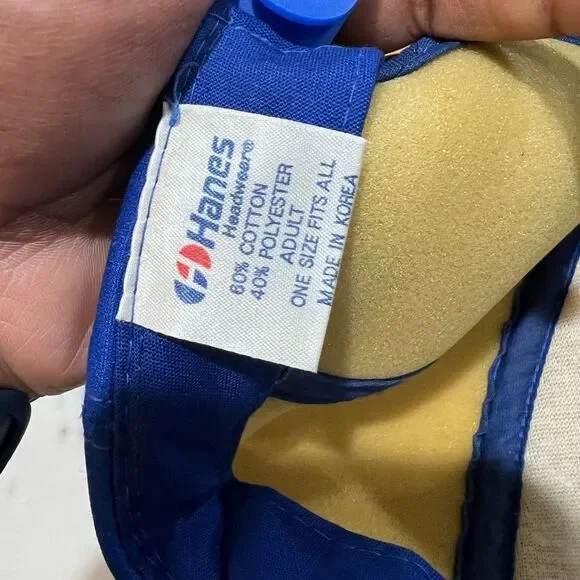 Hanes
Headwear®
60% COTTON
40% POLYESTER
ADULT
ONE SIZE FITS ALL
MADE IN KOREA